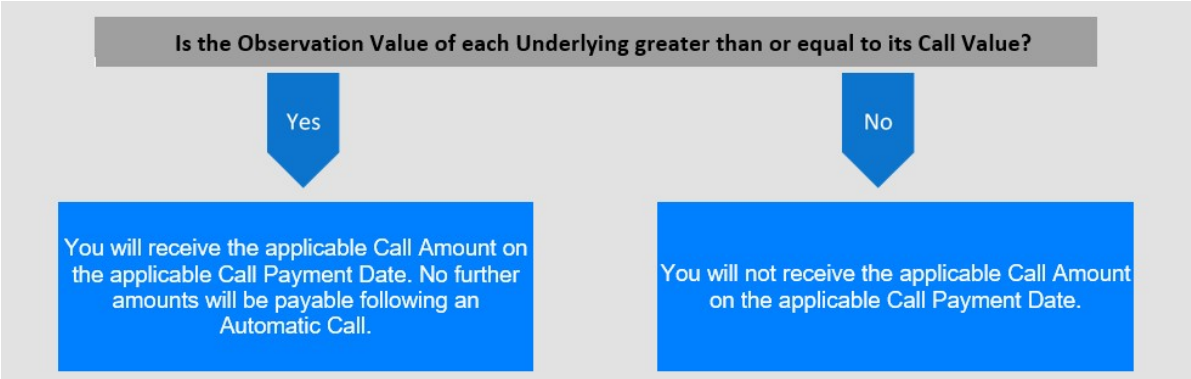 Is the Observation Value of each Underlying greater than or equal to its Call Value?
Yes
No
You will receive the applicable Call Amount on
the applicable Call Payment Date. No further
amounts will be payable following an
Automatic Call.
You will not receive the applicable Call Amount
on the applicable Call Payment Date.